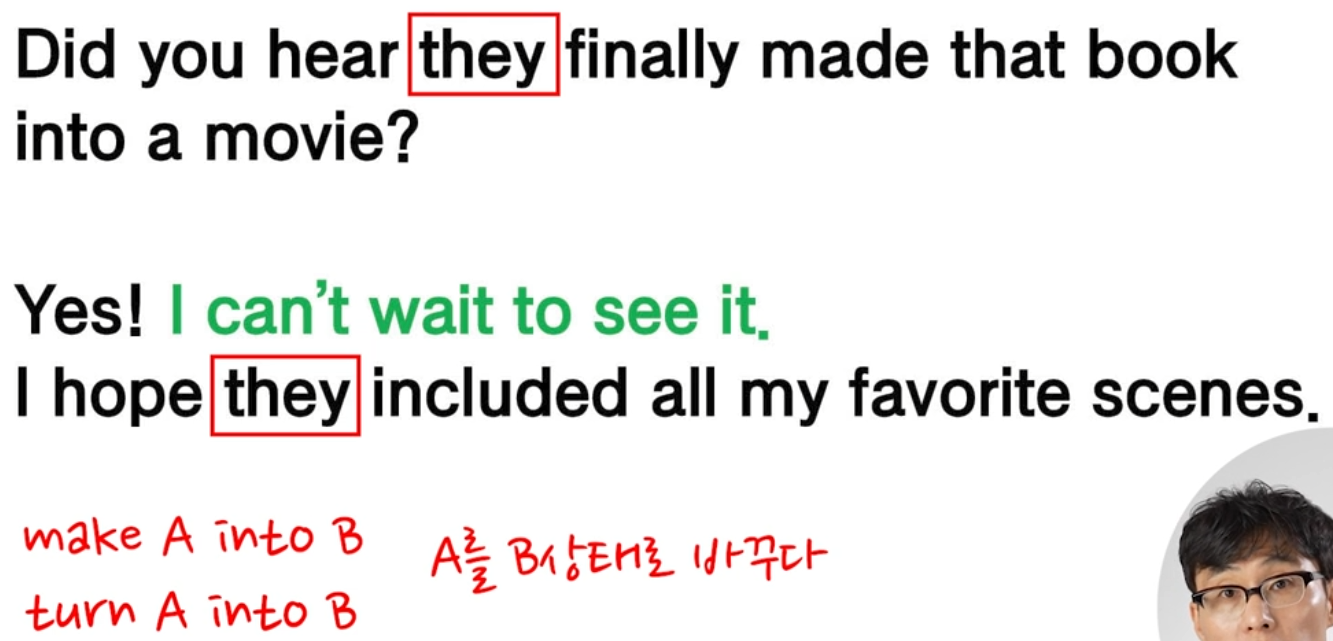 Did you hear they finally made that book
into a movie?
Yes! I can't wait to see it.
I hope they included all my favorite scenes.
make A into B
turn A into B
A를 B상태로 바꾸다